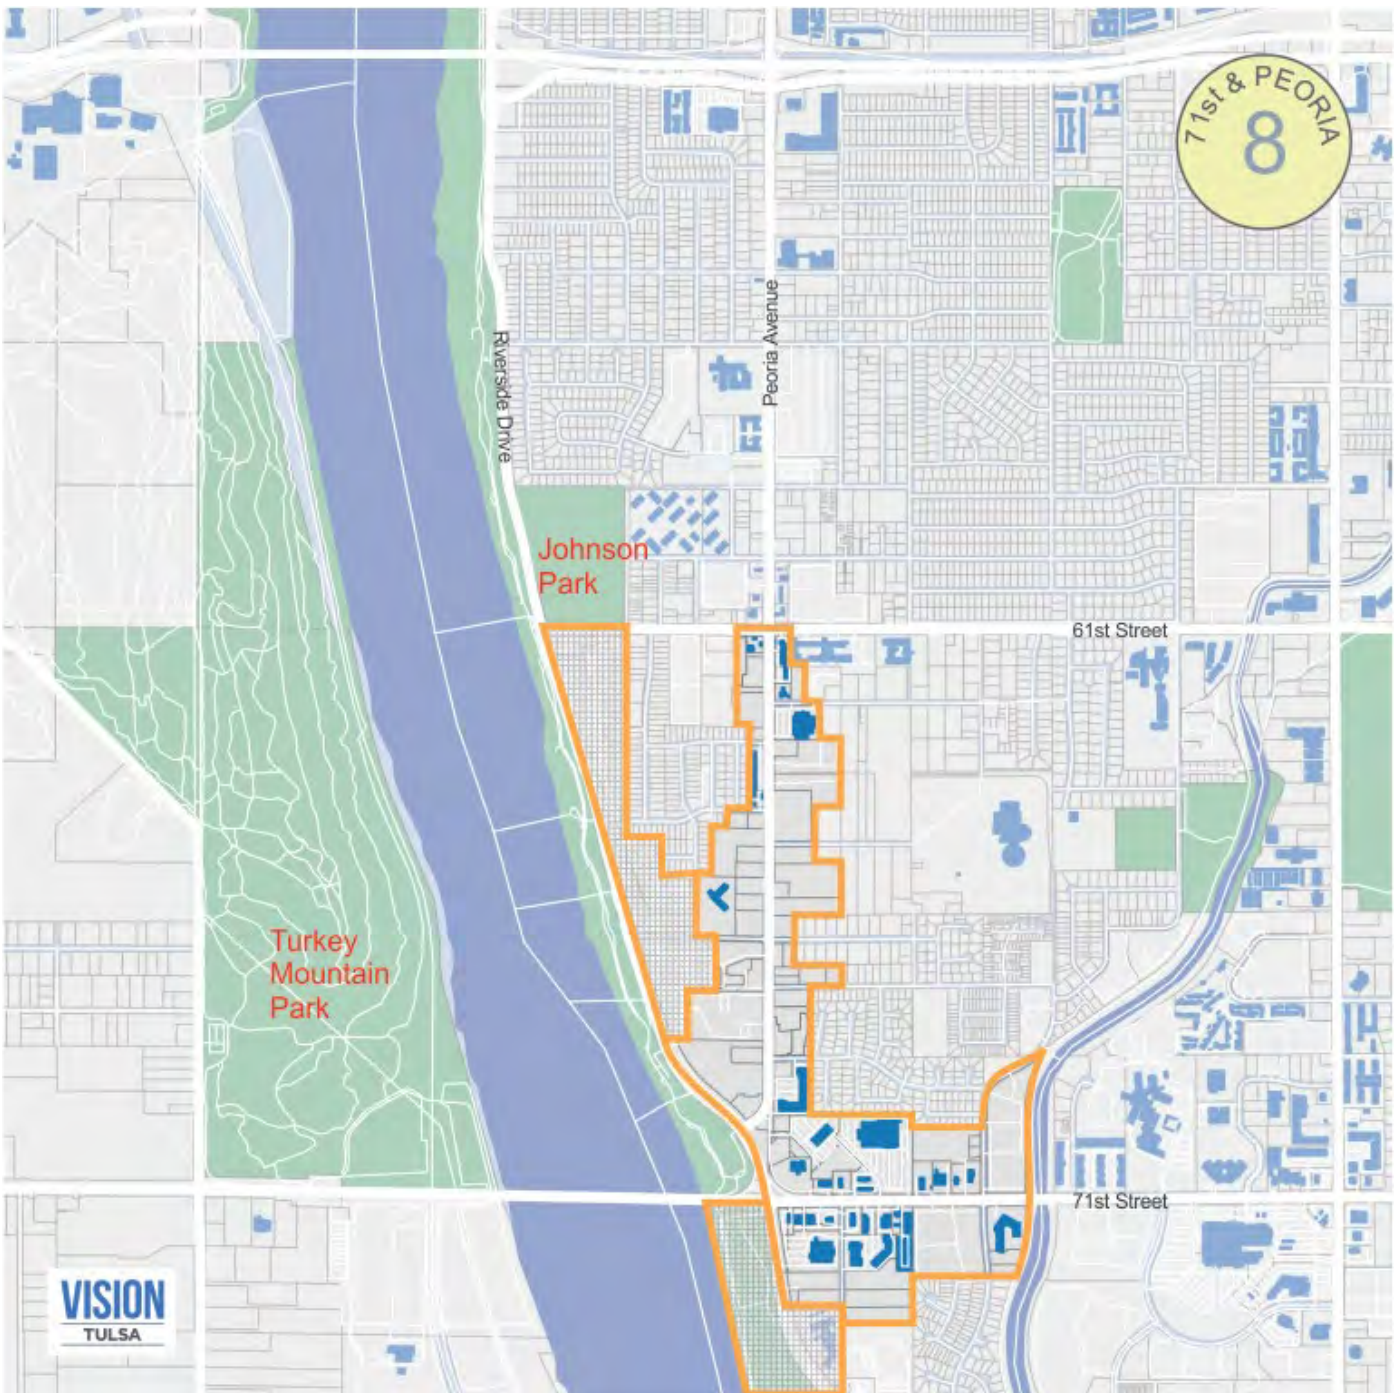 71st & PEORIA
8
Peoria Avenue
Riverside Drive
Johnson
Park
61st Street
Turkey
Mountain
Park
71st Street
VISION
TULSA